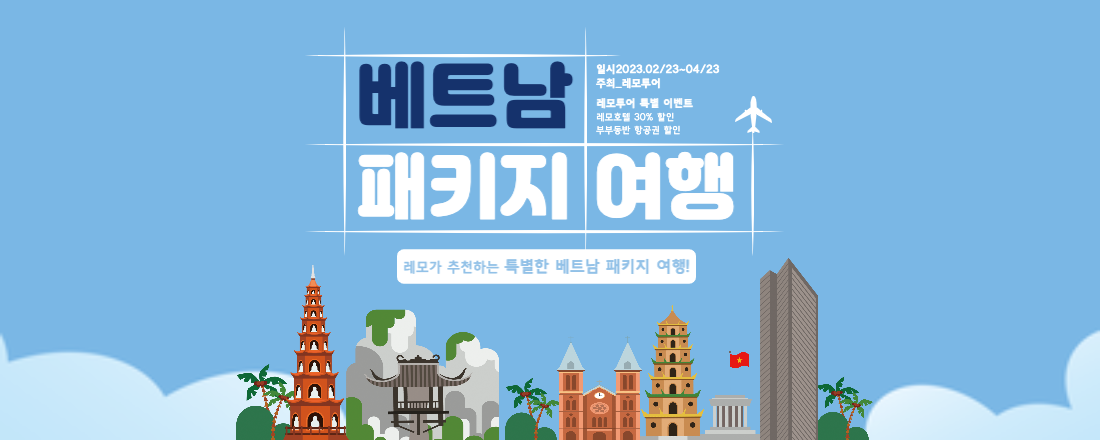 베트남
일시2023.02/23~04/23
주최_레모투어
레모투어 특별 이벤트
레모호텔 30% 할인
부부동반 항공권 할인
패키지 여행
레모가 추천하는 특별한 베트남 패키지 여행!